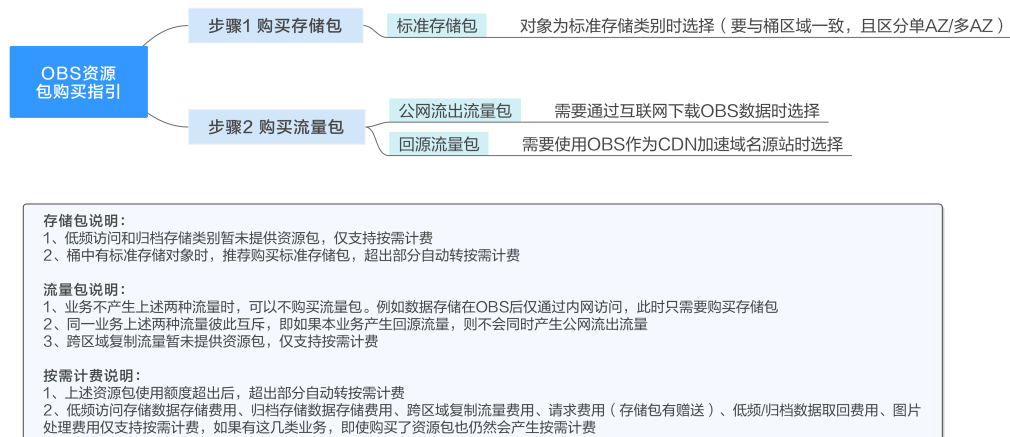 OBS资源
包购买指引
步骤1 购买存储包
标准存储包
对象为标准存储类别时选择（要与桶区域一致，且区分单AZ/多AZ）
步骤2 购买流量包
公网流出流量包
需要通过互联网下载OBS数据时选择
回源流量包
需要使用OBS作为CDN加速域名源站时选择
存储包说明：
1、低频访问和归档存储类别暂未提供资源包，仅支持按需计费
2、桶中有标准存储对象时，推荐购买标准存储包，超出部分自动转按需计费
流量包说明：
1、业务不产生上述两种流量时，可以不购买流量包。例如数据存储在OBS后仅通过内网访问，此时只需要购买存储包
2、同一业务上述两种流量彼此互斥，即如果本业务产生回源流量，则不会同时产生公网流出流量
3、跨区域复制流量暂未提供资源包，仅支持按需计费
按需计费说明：
1、上述资源包使用额度超出后，超出部分自动转按需计费
2、低频访问存储数据存储费用、归档存储数据存储费用、跨区域复制流量费用、请求费用（存储包有赠送）、低频/归档数据取回费用、图片
处理费用仅支持按需计费，如果有这几类业务，即使购买了资源包也仍然会产生按需计费